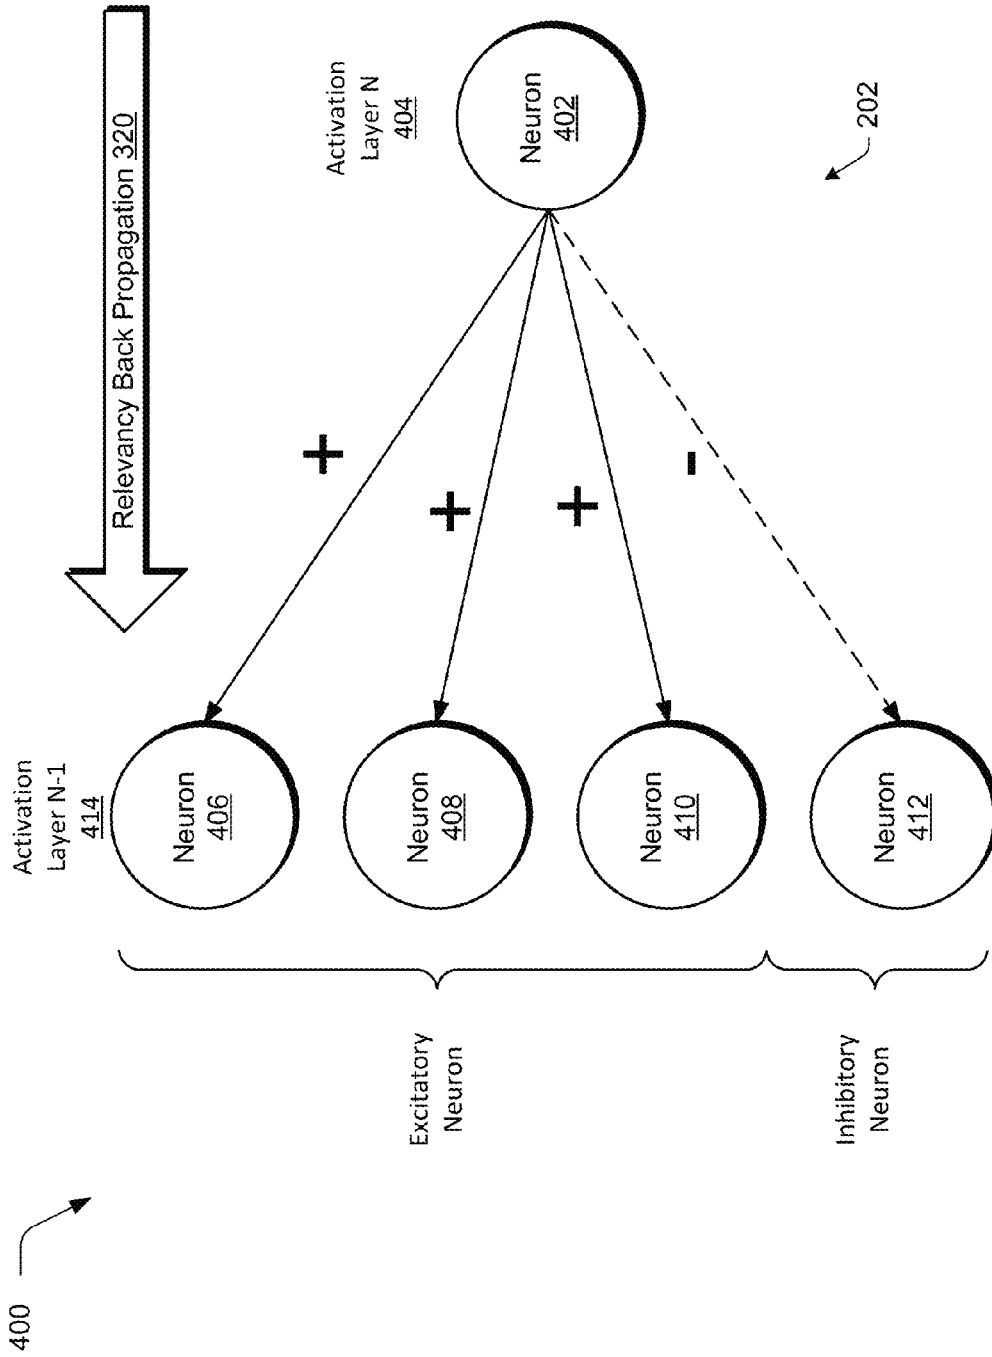 400
Relevancy Back Propagation 320
Activation
Layer N-1
414
Activation
Layer N
404
Neuron
406
Neuron
408
Neuron
410
Neuron
412
Neuron
402
+
+
+
-
Excitatory
Neuron
Inhibitory
Neuron
202